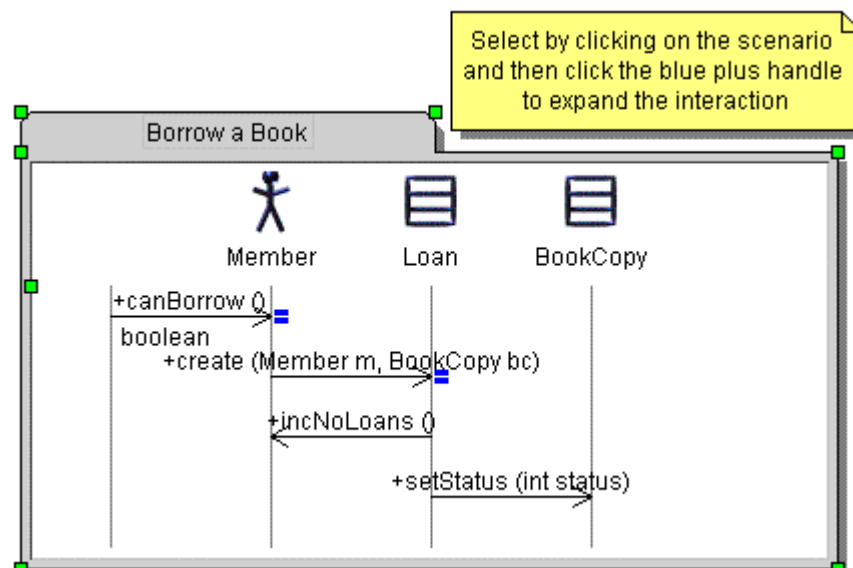 Select by clicking on the scenario
and then click the blue plus handle
to expand the interaction
Borrow a Book
Member
Loan
BookCopy
+canBorrow ()
boolean
+create (Member m, BookCopy bc)
+incNoLoans ()
+setStatus (int status)